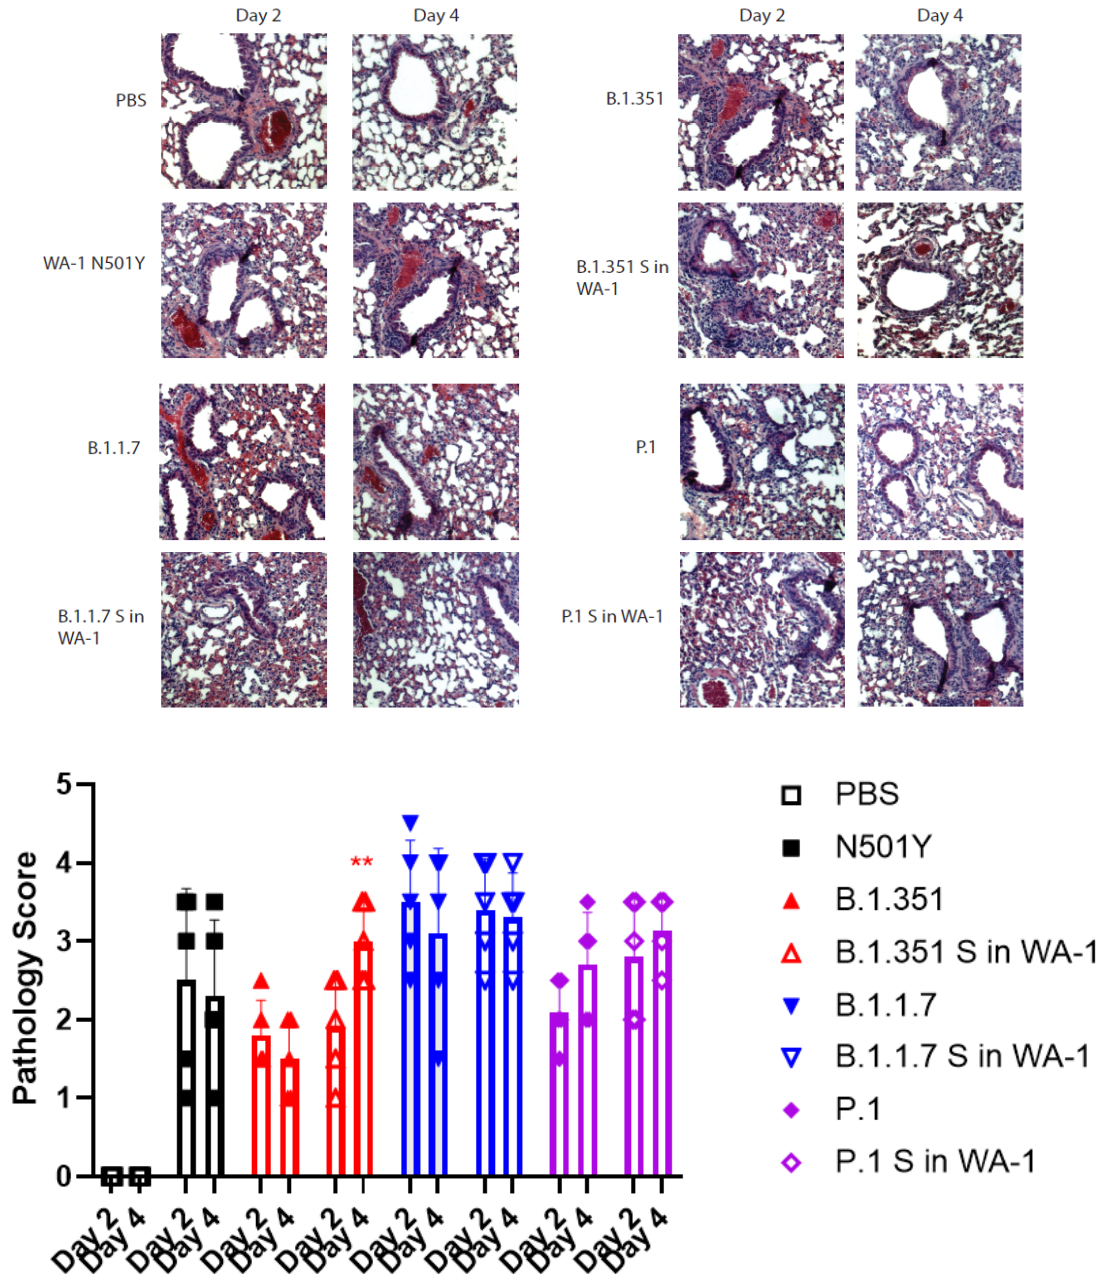 Day 2
Day 4
Day 2
Day 4
PBS
B.1.351
WA-1 N501Y
B.1.351 S in
WA-1
B.1.1.7
P.1
B.1.1.7 S in
WA-1
P.1 S in WA-1
Pathology Score
5
4
3
2
1
0
**
Day 2
Day 4
Day 2
Day 4
Day 2
Day 4
Day 2
Day 4
Day 2
Day 4
Day 2
Day 4
Day 2
Day 4
Day 2
Day 4
PBS
N501Y
B.1.351
B.1.351 S in WA-1
B.1.1.7
B.1.1.7 S in WA-1
P.1
P.1 S in WA-1